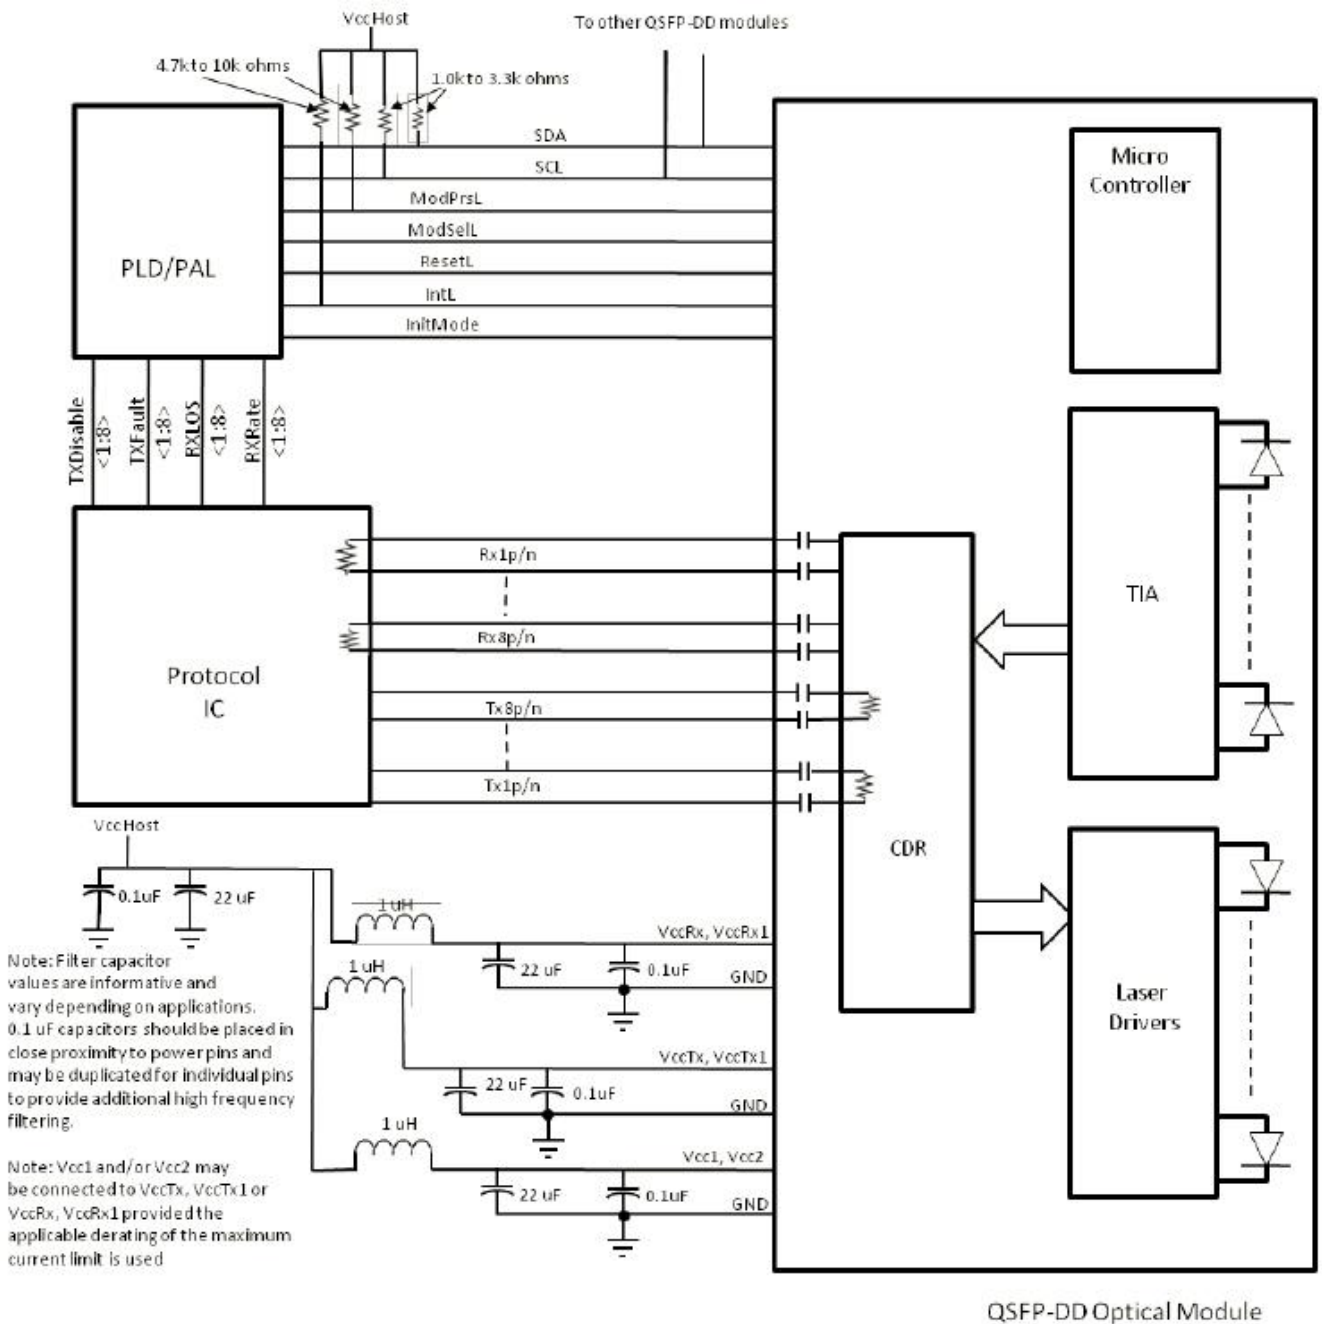 VccHost
To other QSFP-DD modules
4.7k to 10k ohms
1.0k to 3.3k ohms
SDA
SCL
ModPrsL
ModSelL
ResetL
IntL
InitMode
PLD/PAL
Micro
Controller
TXDisable
<1:8>
TXFault
<1:8>
RXLOS
<1:8>
RXRate
<1:8>
Rx1p/n
Rx8p/n
Tx8p/n
Tx1p/n
Protocol
IC
TIA
CDR
Laser
Drivers
VccHost
0.1uF
22 uF
1 uH
VccRx, VccRx1
22 uF
0.1uF
GND
1 uH
VccTx, VccTx1
22 uF
0.1uF
GND
1 uH
Vcc1, Vcc2
22 uF
0.1uF
GND
Note: Filter capacitor
values are informative and
vary depending on applications.
0.1 uF capacitors should be placed in
close proximity to power pins and
may be duplicated for individual pins
to provide additional high frequency
filtering.
Note: Vcc1 and/or Vcc2 may
be connected to VccTx, VccTx1 or
VccRx, VccRx1 provided the
applicable derating of the maximum
current limit is used
QSFP-DD Optical Module